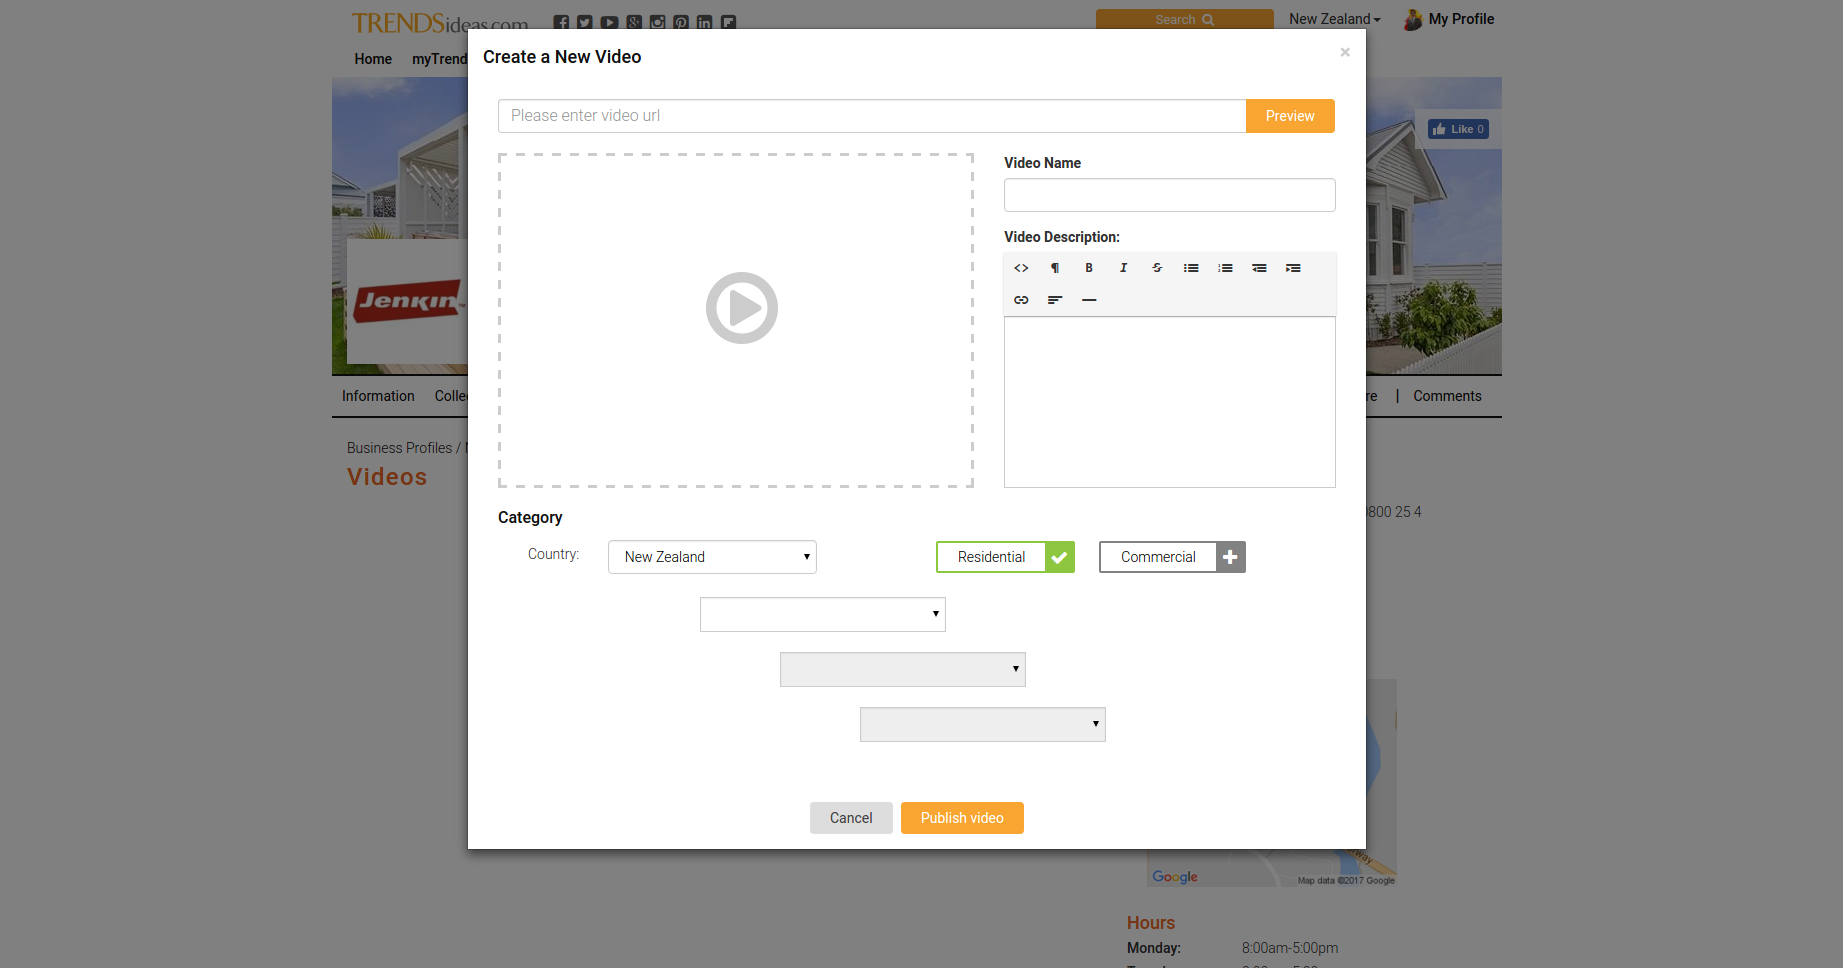 TRENDSideas.com
Search
New Zealand
My Profile
Home
myTrend
Create a New Video
×
Please enter video url
Preview
Like 0
Video Name
Video Description:
B
I
S
Jenkin
Information
Colle
re
|
Comments
Business Profiles /
Videos
Category
0800 25 4
Country:
New Zealand
Residential
Commercial
Cancel
Publish video
Google
Map data ©2017 Google
Hours
Monday:
8:00am-5:00pm